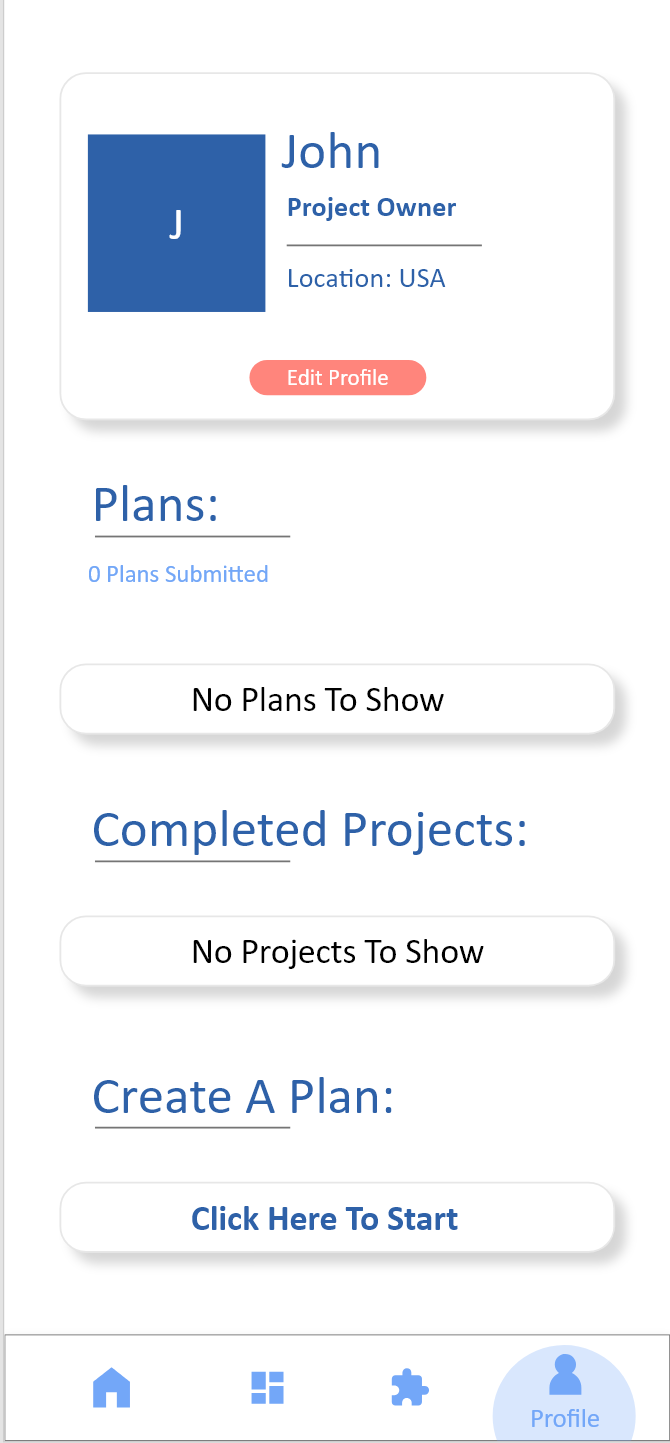 J
John
Project Owner
Location: USA
Edit Profile
Plans:
0 Plans Submitted
No Plans To Show
Completed Projects:
No Projects To Show
Create A Plan:
Click Here To Start
Profile